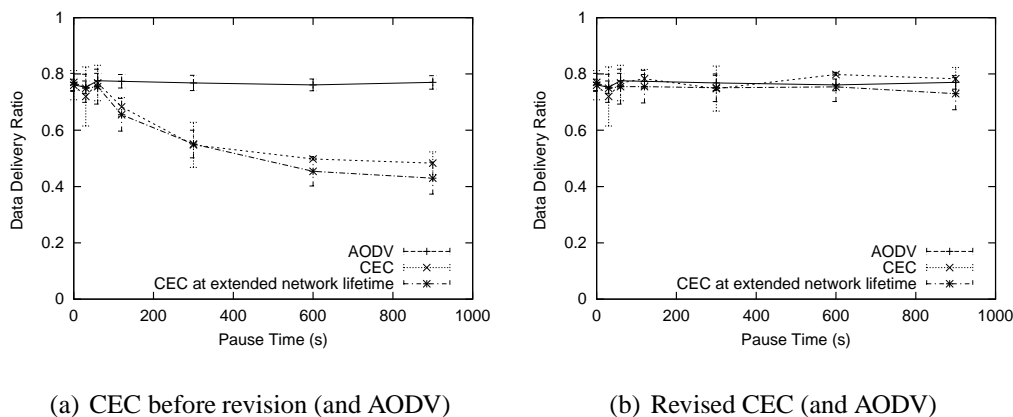 1
0.8
0.6
0.4
0.2
0
Data Delivery Ratio
0 200 400 600 800 1000
Pause Time (s)
AODV
CEC
CEC at extended network lifetime
(a) CEC before revision (and AODV)
1
0.8
0.6
0.4
0.2
0
Data Delivery Ratio
0 200 400 600 800 1000
Pause Time (s)
AODV
CEC
CEC at extended network lifetime
(b) Revised CEC (and AODV)